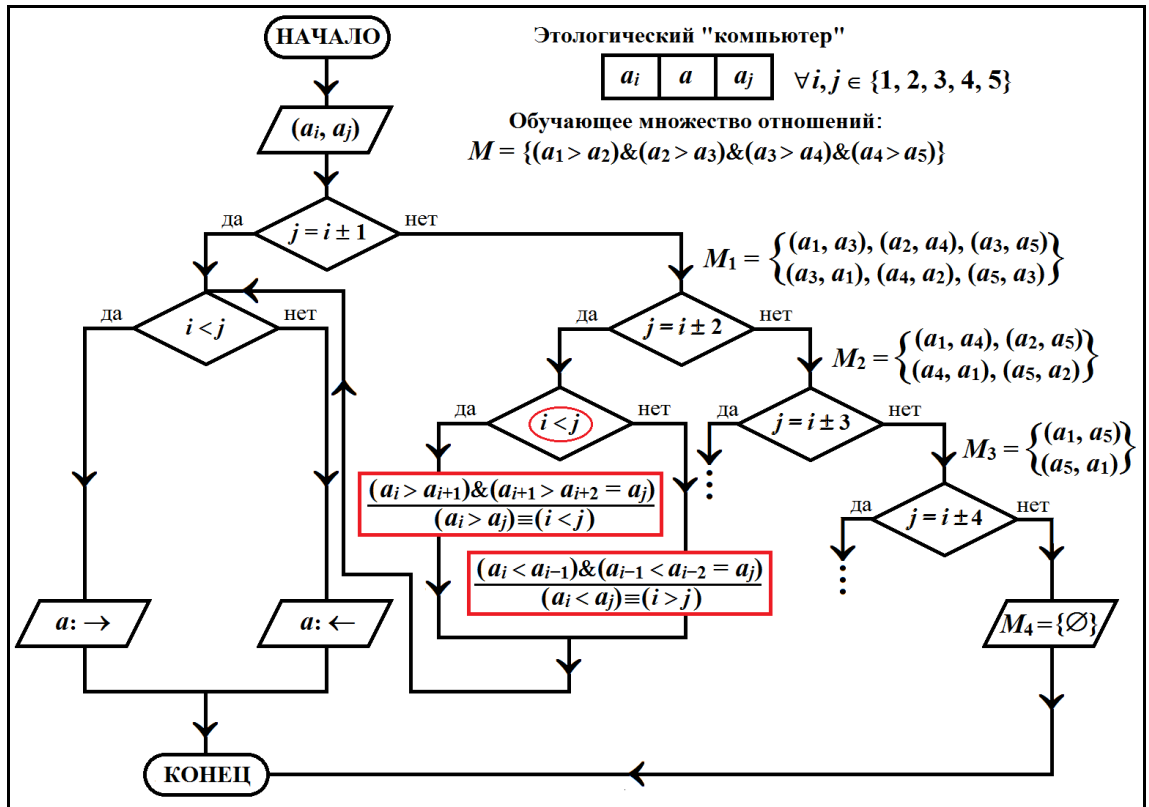 НАЧАЛО
Этологический "компьютер"
aᵢ a aⱼ ∀i, j ∈ {1, 2, 3, 4, 5}
(aᵢ, aⱼ)
Обучающее множество отношений:
M = {(a₁ > a₂)&(a₂ > a₃)&(a₃ > a₄)&(a₄ > a₅)}
да j = i ± 1 нет
M₁ = {(a₁, a₃), (a₂, a₄), (a₃, a₅)
(a₃, a₁), (a₄, a₂), (a₅, a₃)}
да i < j нет
да j = i ± 2 нет
M₂ = {(a₁, a₄), (a₂, a₅)
(a₄, a₁), (a₅, a₂)}
да i < j нет
да j = i ± 3 нет
M₃ = {(a₁, a₅)
(a₅, a₁)}
(aᵢ > aᵢ₊₁)&(aᵢ₊₁ > aᵢ₊₂ = aⱼ)
(aᵢ > aⱼ)≡(i < j)
да j = i ± 4 нет
(aᵢ < aᵢ₋₁)&(aᵢ₋₁ < aᵢ₋₂ = aⱼ)
(aᵢ < aⱼ)≡(i > j)
a: →
a: ←
M₄ = {∅}
КОНЕЦ